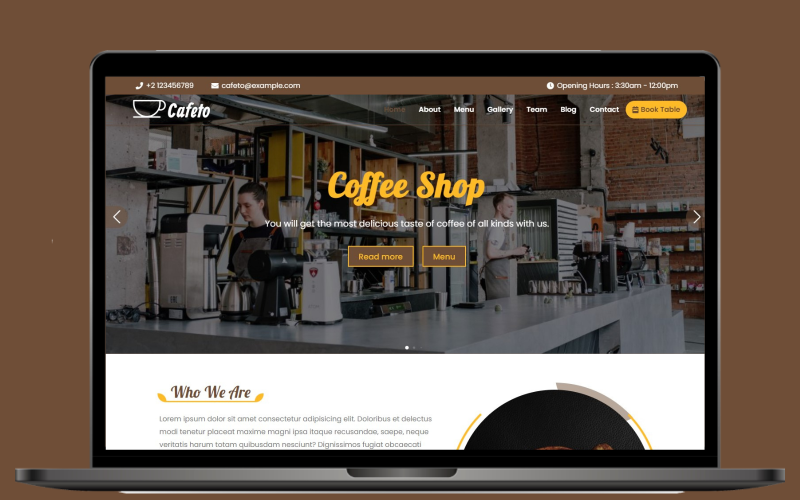 +2 123456789 cafeto@example.com Opening Hours : 3:30am - 12:00pm
Cafeto Home About Menu Gallery Team Blog Contact Book Table
Coffee Shop
You will get the most delicious taste of coffee of all kinds with us.
Read more Menu
Who We Are
Lorem ipsum dolor sit amet consectetur adipisicing elit. Doloribus et delectus
modi tenetur placeat maxime magni ipsa itaque recusandae, saepe, neque
veritatis harum totam quibusdam nesciunt? Dignissimos fugiat obcaecati